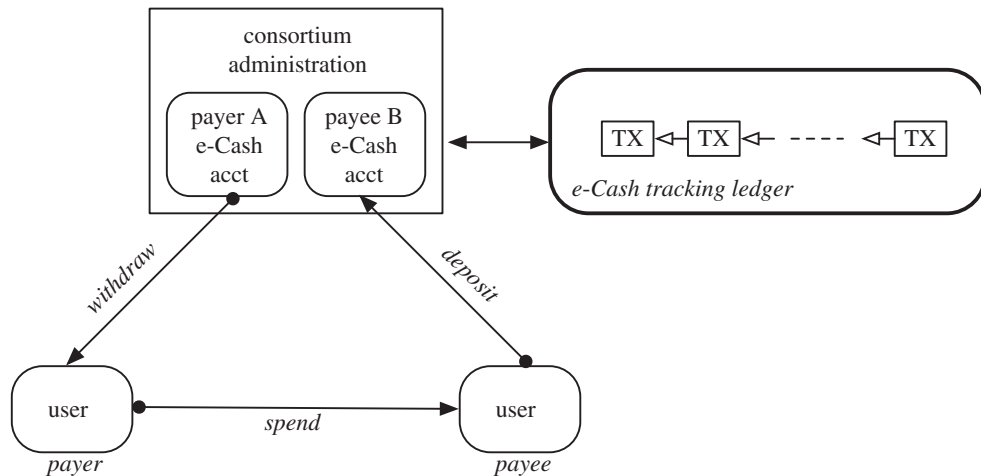 consortium
administration
payer A
e-Cash
acct
payee B
e-Cash
acct
TX
TX
TX
e-Cash tracking ledger
withdraw
deposit
user
spend
user
payer
payee